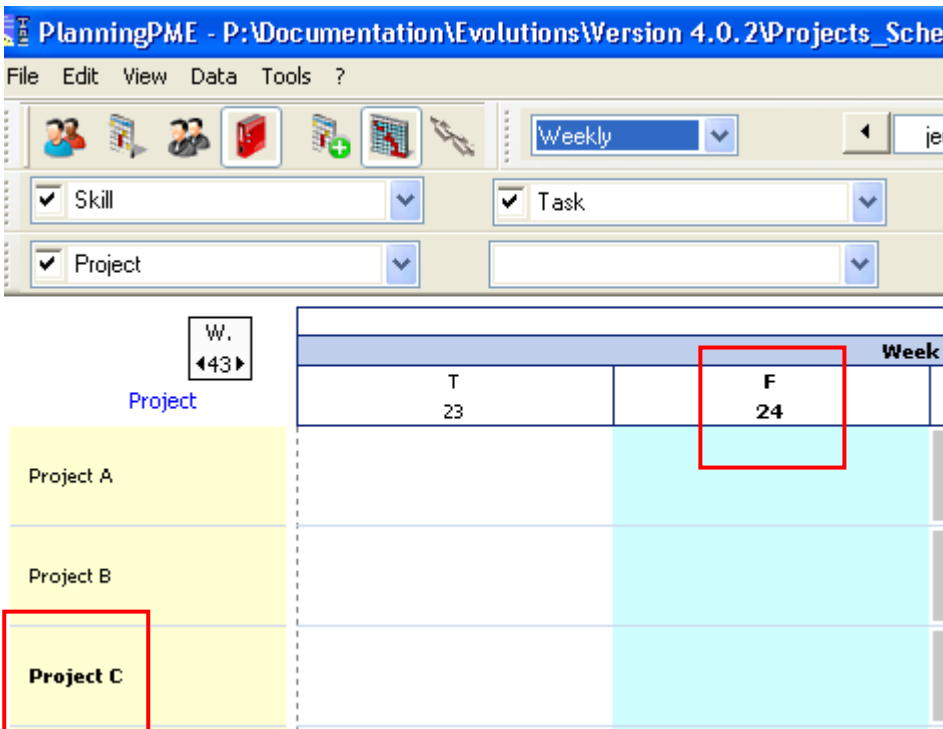 PlanningPME - P:\Documentation\Evolutions\Version 4.0.2\Projects_Sche
File Edit View Data Tools ?
Weekly je
Skill Task
Project
W.
43
Week
Project
T F
23 24
Project A
Project B
Project C